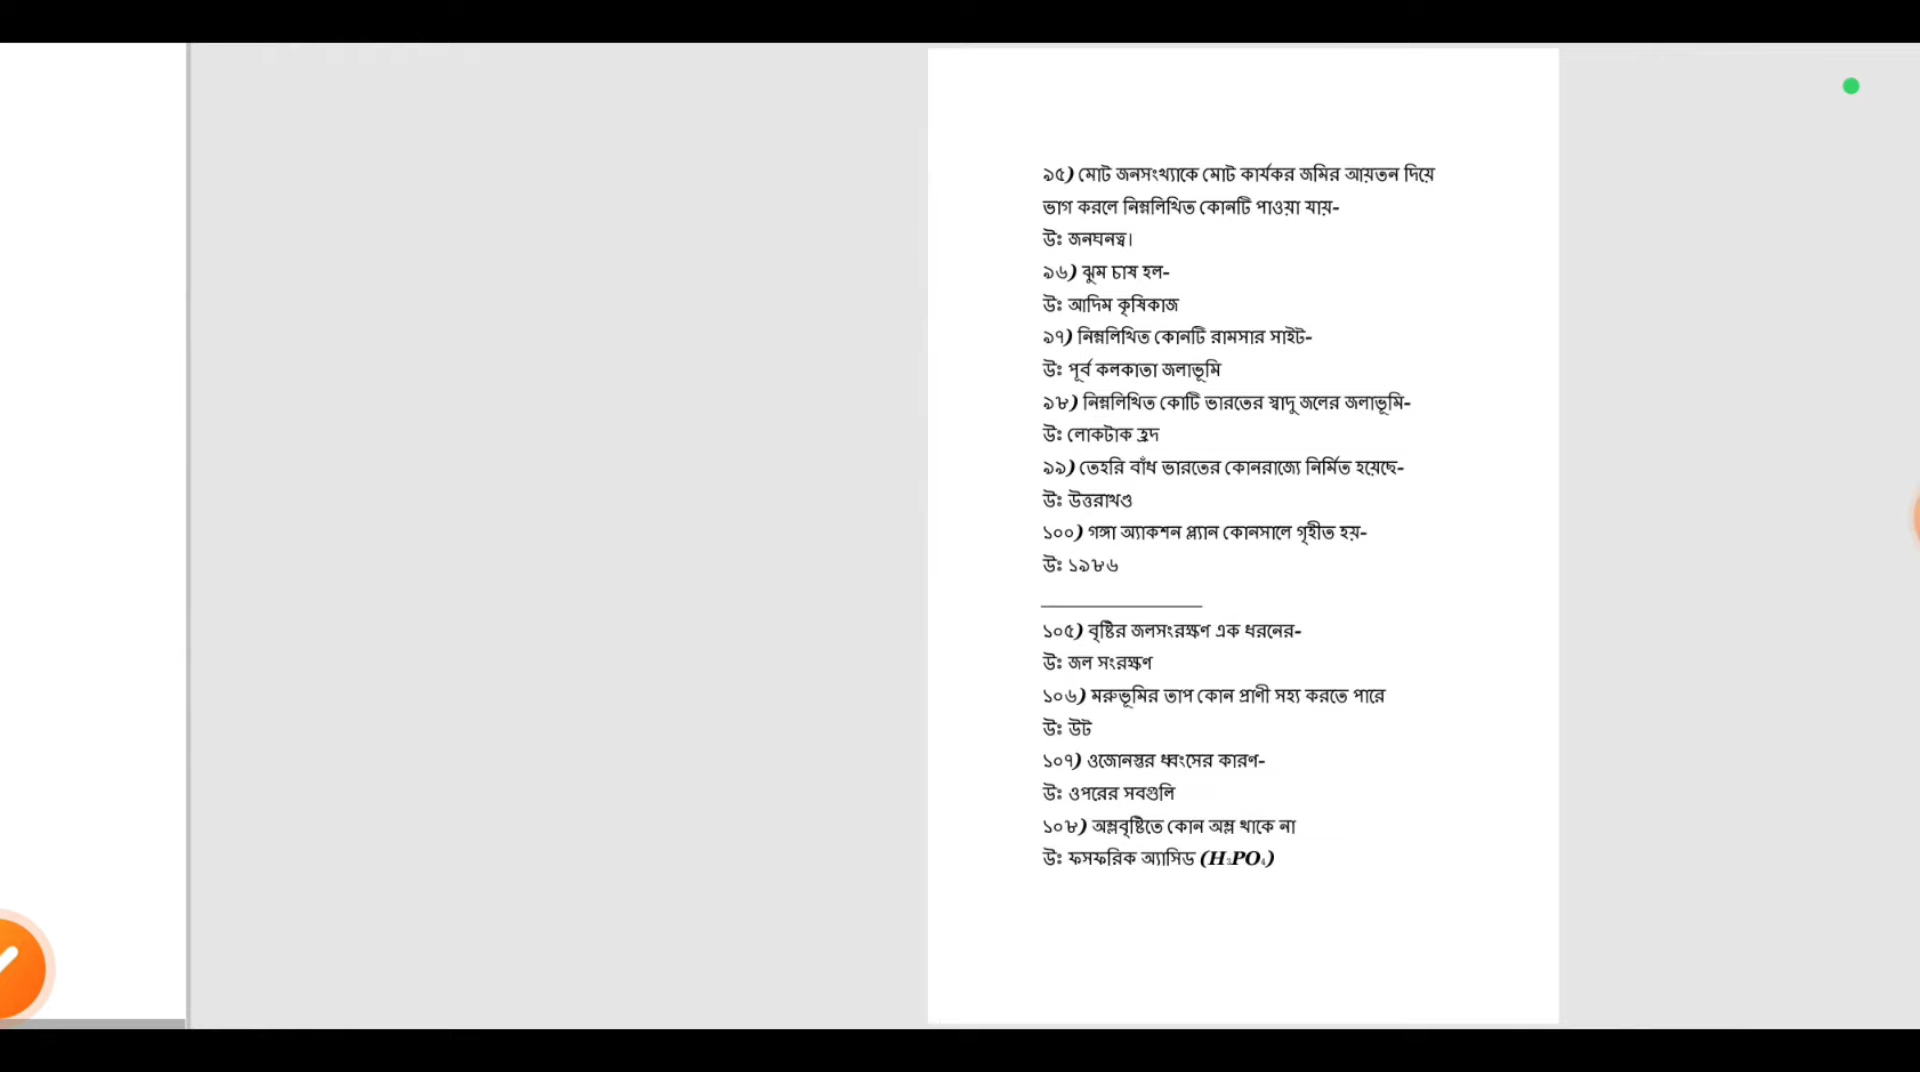 ৯৫) মোট জনসংখ্যাকে মোট কার্যকর জমির আয়তন দিয়ে
ভাগ করলে নিম্নলিখিত কোনটি পাওয়া যায়-
উঃ জনঘনত্ব।
৯৬) ঝুম চাষ হল-
উঃ আদিম কৃষিকাজ
৯৭) নিম্নলিখিত কোনটি রামসার সাইট-
উঃ পূর্ব কলকাতা জলাভূমি
৯৮) নিম্নলিখিত কোটি ভারতের স্বাদু জলের জলাভূমি-
উঃ লোকটাক হ্রদ
৯৯) তেহরি বাঁধ ভারতের কোনরাজ্যে নির্মিত হয়েছে-
উঃ উত্তরাখণ্ড
১০০) গঙ্গা অ্যাকশন প্ল্যান কোনসালে গৃহীত হয়-
উঃ ১৯৮৬
১০৫) বৃষ্টির জলসংরক্ষণ এক ধরনের-
উঃ জল সংরক্ষণ
১০৬) মরুভূমির তাপ কোন প্রাণী সহ্য করতে পারে
উঃ উট
১০৭) ওজোনস্তর ধ্বংসের কারণ-
উঃ ওপরের সবগুলি
১০৮) অম্লবৃষ্টিতে কোন অম্ল থাকে না
উঃ ফসফরিক অ্যাসিড (H₃PO₄)